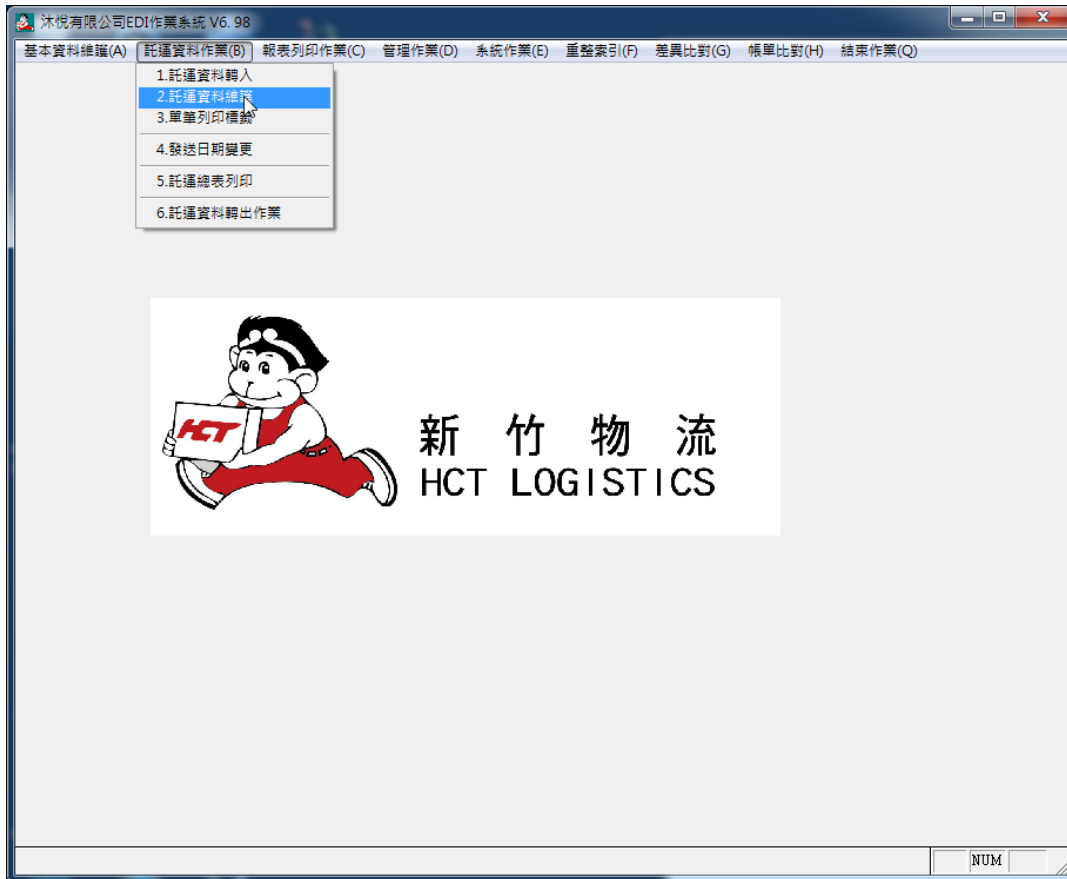 沐悅有限公司EDI作業系統 V6. 98
基本資料維護(A) 託運資料作業(B) 報表列印作業(C) 管理作業(D) 系統作業(E) 重整索引(F) 差異比對(G) 帳單比對(H) 結束作業(Q)
1.託運資料轉入
2.託運資料維護
3.單筆列印標籤
4.發送日期變更
5.託運總表列印
6.託運資料轉出作業
HCT
新竹物流
HCT LOGISTICS
NUM